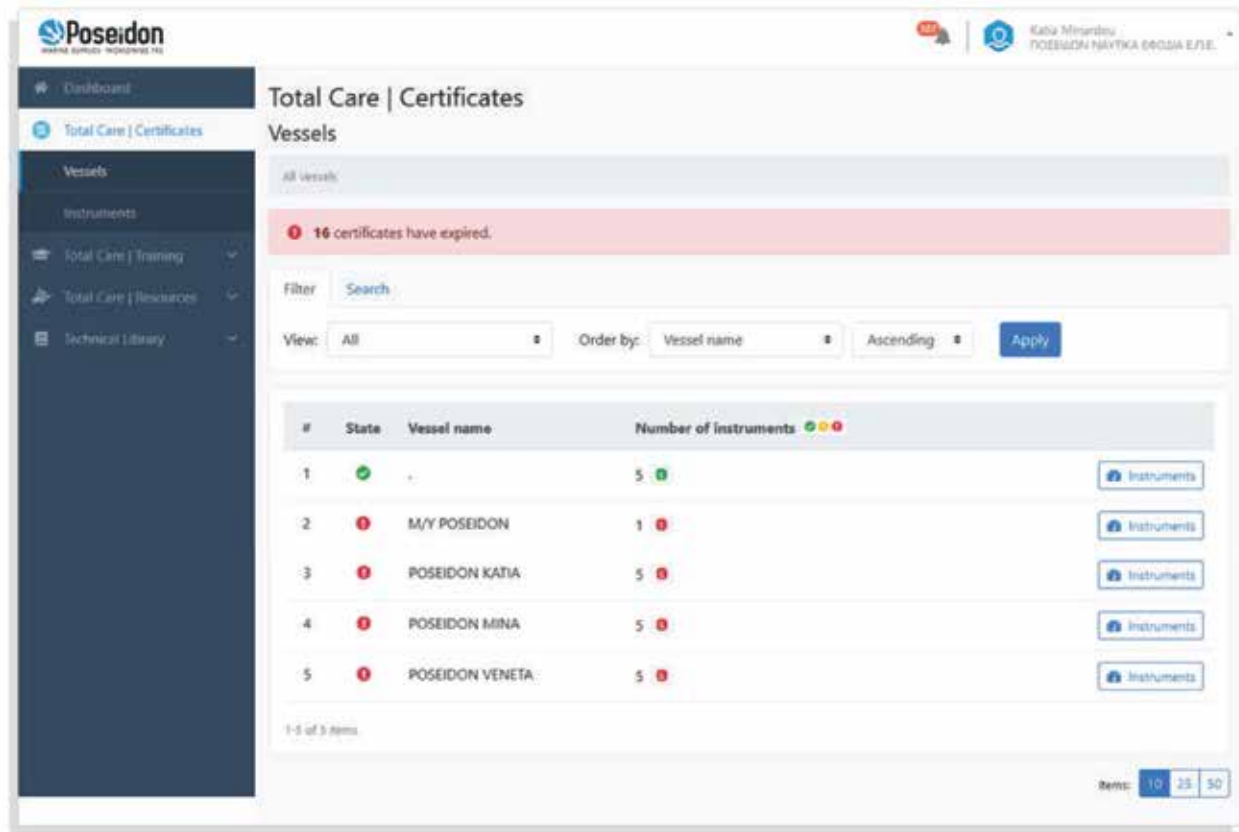 Poseidon
Katia Minardou
ΠΟΣΕΙΔΩΝ ΝΑΥΤΙΚΑ ΕΦΟΔΙΑ Ε.Π.Ε.
Dashboard
Total Care | Certificates
Vessels
Instruments
Total Care | Training
Total Care | Resources
Technical Library
Total Care | Certificates
Vessels
All vessels
16 certificates have expired.
Filter Search
View: All Order by: Vessel name Ascending Apply
# State Vessel name Number of instruments
1 . 5 Instruments
2 M/Y POSEIDON 1 Instruments
3 POSEIDON KATIA 5 Instruments
4 POSEIDON MINA 5 Instruments
5 POSEIDON VENETA 5 Instruments
1-5 of 5 items.
Items: 10 25 50